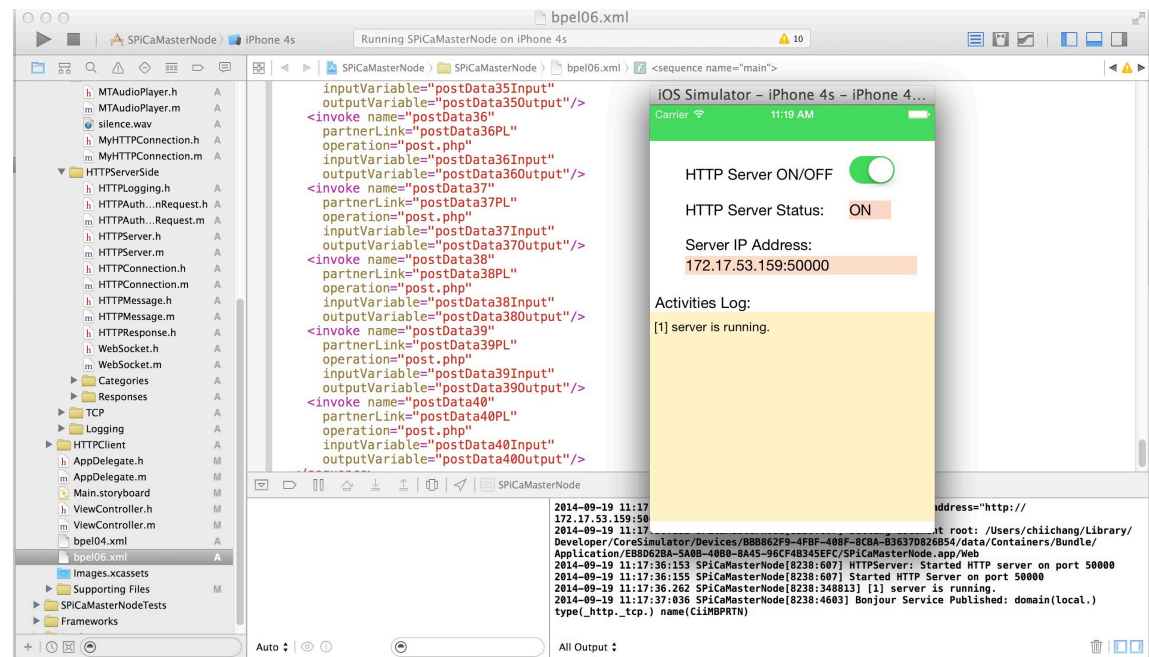 bpel06.xml
SPiCaMasterNode
iPhone 4s
Running SPiCaMasterNode on iPhone 4s
10
SPiCaMasterNode
SPiCaMasterNode
bpel06.xml
<sequence name="main">
MTAudioPlayer.h A
MTAudioPlayer.m A
silence.wav A
MyHTTPConnection.h A
MyHTTPConnection.m A
HTTPServerSide
HTTPLogging.h A
HTTPAuth...nRequest.h A
HTTPAuth...Request.m A
HTTPServer.h A
HTTPServer.m A
HTTPConnection.h A
HTTPConnection.m A
HTTPMessage.h A
HTTPMessage.m A
HTTPResponse.h A
WebSocket.h A
WebSocket.m A
Categories A
Responses A
TCP A
Logging A
HTTPClient A
AppDelegate.h M
AppDelegate.m M
Main.storyboard M
ViewController.h M
ViewController.m M
bpel04.xml A
bpel06.xml A
Images.xcassets
Supporting Files M
SPiCaMasterNodeTests
Frameworks
inputVariable="postData35Input"
outputVariable="postData35Output"/>
<invoke name="postData36"
partnerLink="postData36PL"
operation="post.php"
inputVariable="postData36Input"
outputVariable="postData36Output"/>
<invoke name="postData37"
partnerLink="postData37PL"
operation="post.php"
inputVariable="postData37Input"
outputVariable="postData37Output"/>
<invoke name="postData38"
partnerLink="postData38PL"
operation="post.php"
inputVariable="postData38Input"
outputVariable="postData38Output"/>
<invoke name="postData39"
partnerLink="postData39PL"
operation="post.php"
inputVariable="postData39Input"
outputVariable="postData39Output"/>
<invoke name="postData40"
partnerLink="postData40PL"
operation="post.php"
inputVariable="postData40Input"
outputVariable="postData40Output"/>
iOS Simulator – iPhone 4s – iPhone 4...
Carrier 11:19 AM
HTTP Server ON/OFF
HTTP Server Status: ON
Server IP Address:
172.17.53.159:50000
Activities Log:
[1] server is running.
SPiCaMasterNode
2014-09-19 11:17 address="http://
172.17.53.159:50
2014-09-19 11:17 root: /Users/chiichang/Library/
Developer/CoreSimulator/Devices/BBB862F9-4FBF-408F-8CBA-B3637D826B54/data/Containers/Bundle/
Application/EB8D62BA-5A0B-40B0-8A45-96CF4B345EFC/SPiCaMasterNode.app/Web
2014-09-19 11:17:36:153 SPiCaMasterNode[8238:607] HTTPServer: Started HTTP server on port 50000
2014-09-19 11:17:36:155 SPiCaMasterNode[8238:607] Started HTTP Server on port 50000
2014-09-19 11:17:36.262 SPiCaMasterNode[8238:348813] [1] server is running.
2014-09-19 11:17:37:036 SPiCaMasterNode[8238:4603] Bonjour Service Published: domain(local.)
type(_http._tcp.) name(CiiMBPRTN)
Auto
All Output